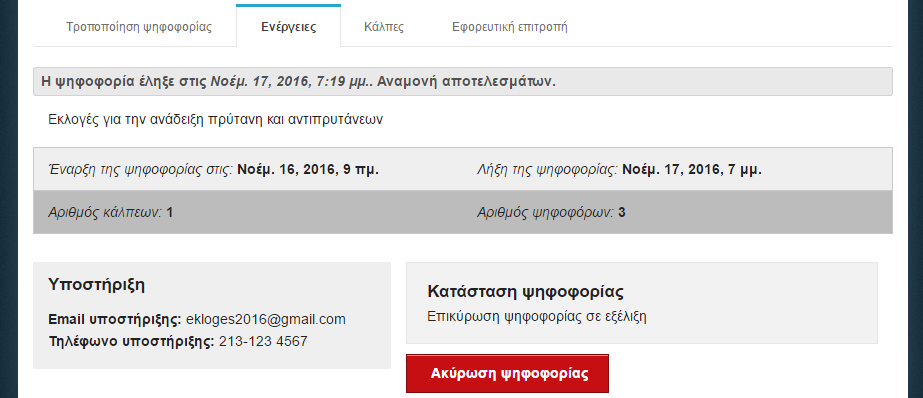 Τροποποίηση ψηφοφορίας Ενέργειες Κάλπες Εφορευτική επιτροπή
Η ψηφοφορία έληξε στις Νοέμ. 17, 2016, 7:19 μμ.. Αναμονή αποτελεσμάτων.
Εκλογές για την ανάδειξη πρύτανη και αντιπρυτάνεων
Έναρξη της ψηφοφορίας στις: Νοέμ. 16, 2016, 9 πμ. Λήξη της ψηφοφορίας: Νοέμ. 17, 2016, 7 μμ.
Αριθμός κάλπεων: 1 Αριθμός ψηφοφόρων: 3
Υποστήριξη
Email υποστήριξης: ekloges2016@gmail.com
Τηλέφωνο υποστήριξης: 213-123 4567
Κατάσταση ψηφοφορίας
Επικύρωση ψηφοφορίας σε εξέλιξη
Ακύρωση ψηφοφορίας